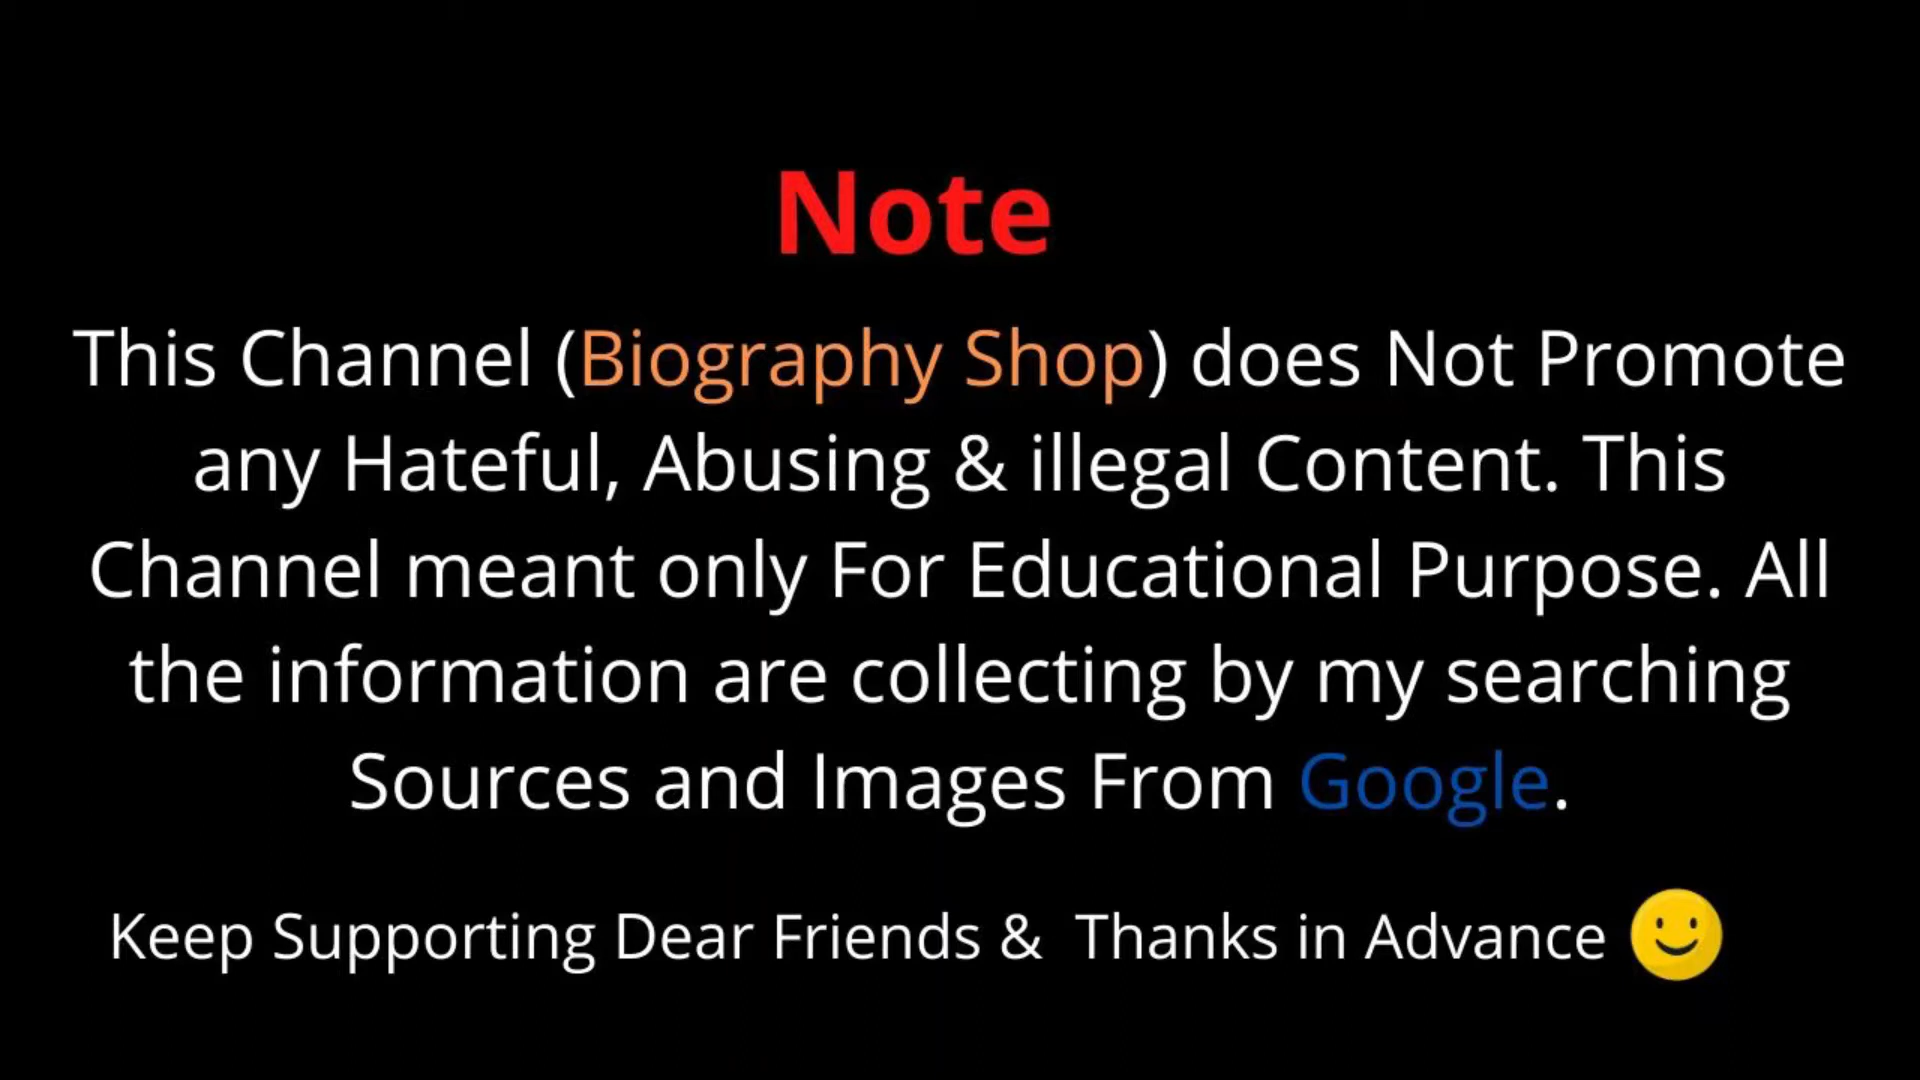 Note
This Channel (Biography Shop) does Not Promote
any Hateful, Abusing & illegal Content. This
Channel meant only For Educational Purpose. All
the information are collecting by my searching
Sources and Images From Google.
Keep Supporting Dear Friends & Thanks in Advance